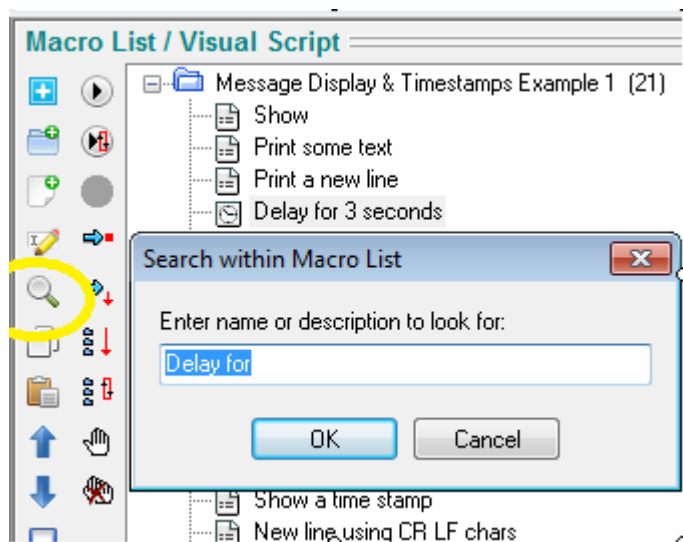 Macro List / Visual Script
Message Display & Timestamps Example 1 (21)
Show
Print some text
Print a new line
Delay for 3 seconds
Search within Macro List
Enter name or description to look for:
Delay for
OK Cancel
Show a time stamp
New line using CR LF chars